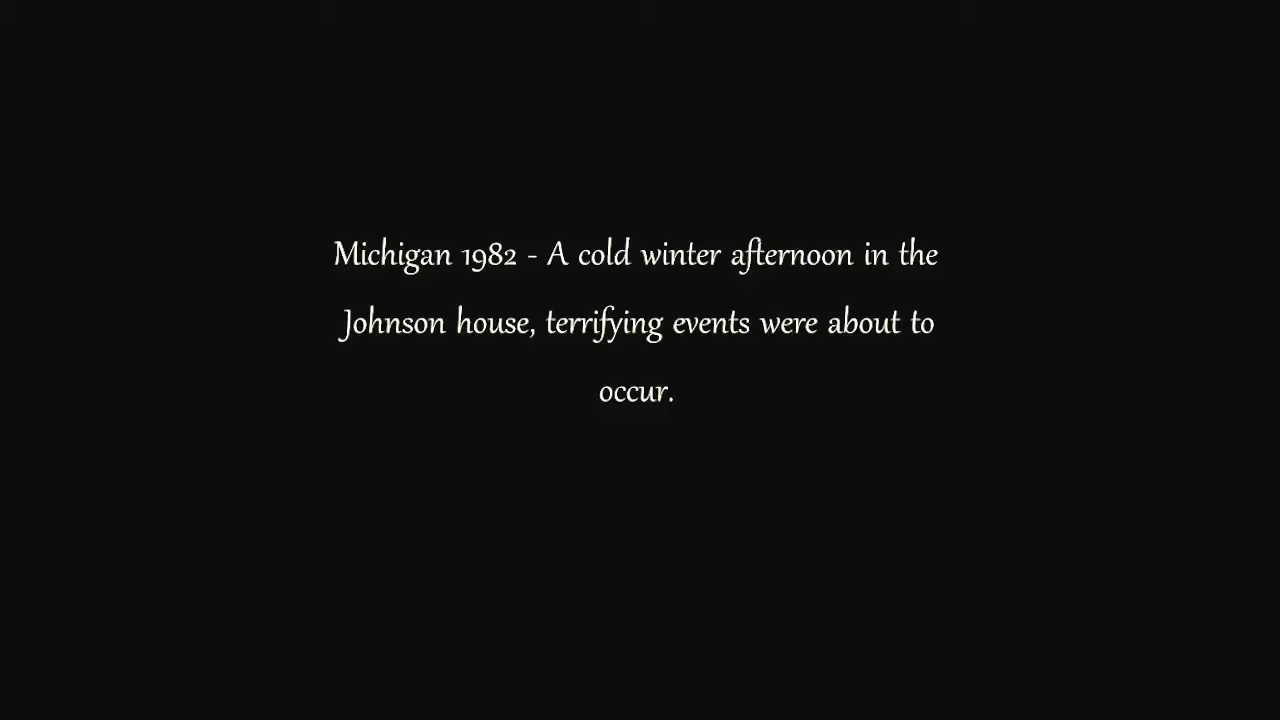 Michigan 1982 - A cold winter afternoon in the
Johnson house, terrifying events were about to
occur.